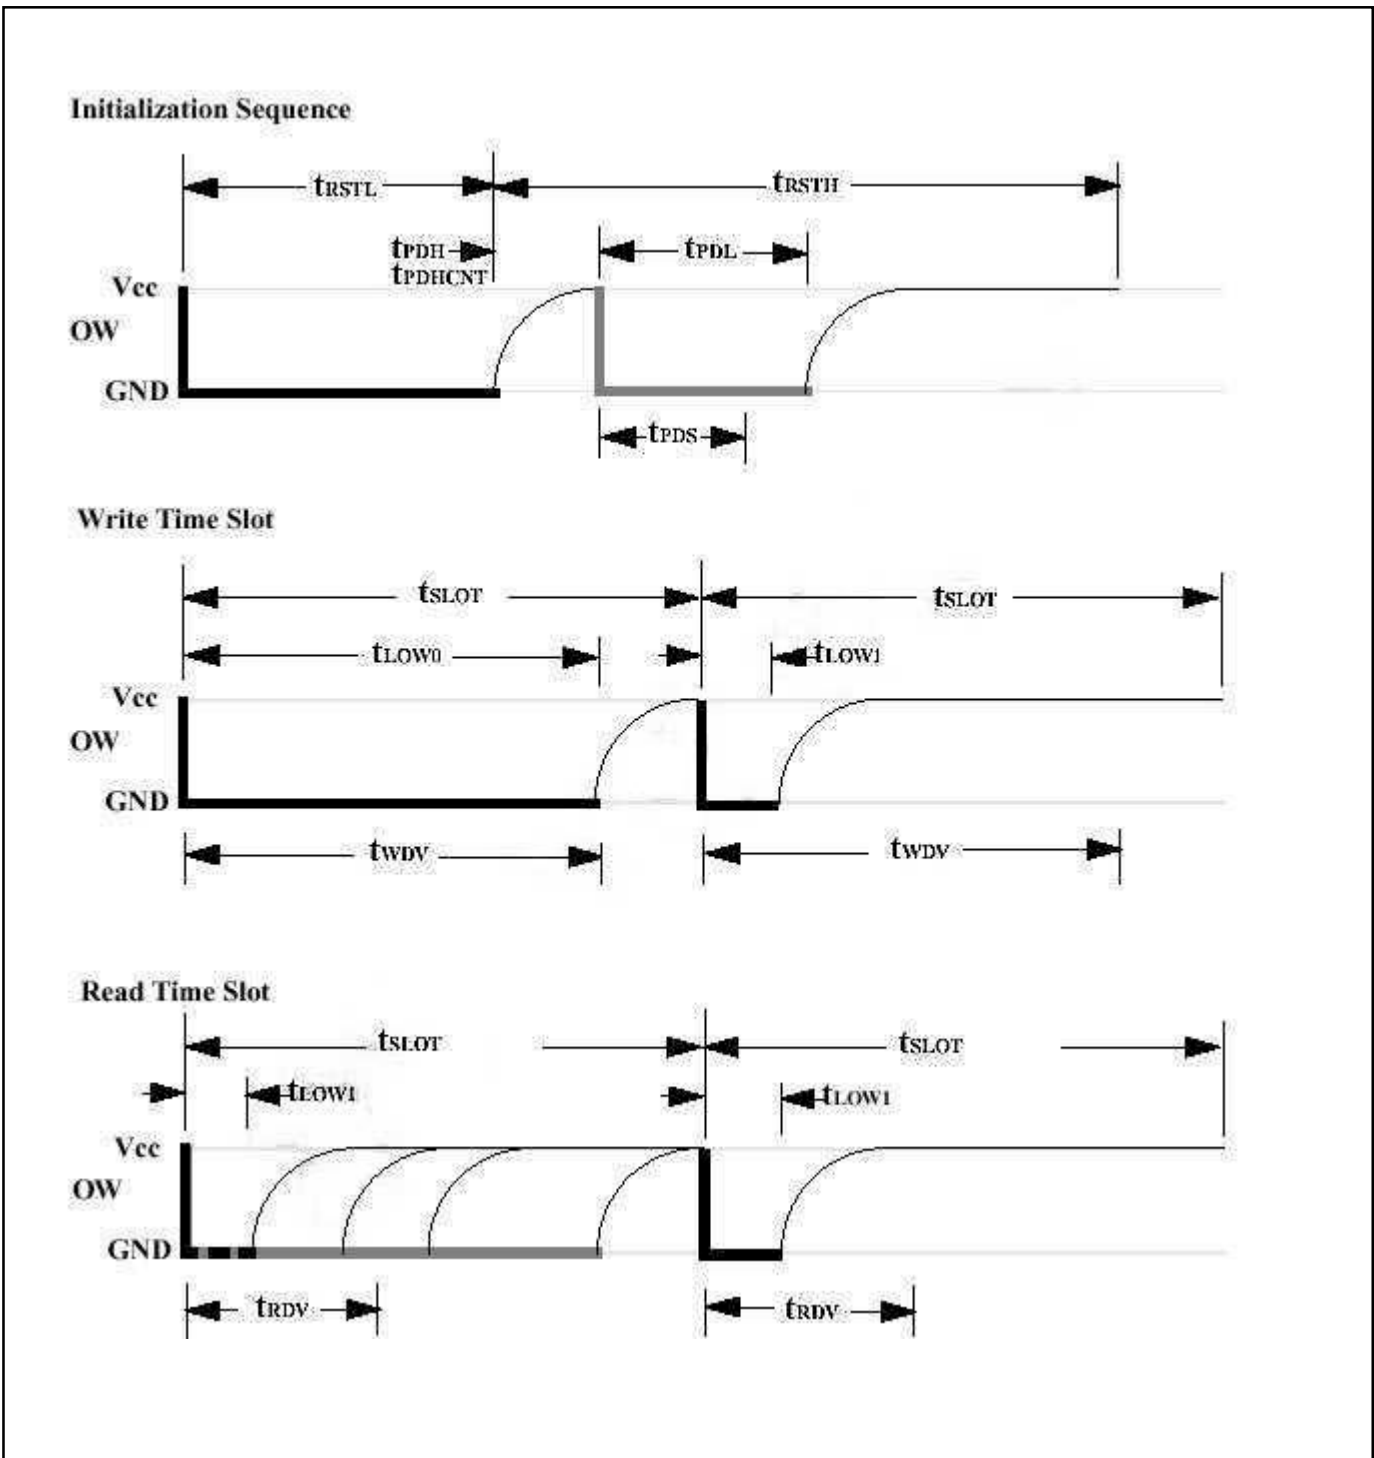 Initialization Sequence
tRSTL tRSTH
tPDH tPDL
tPDHCNT
Vcc
OW
GND
tPDS
Write Time Slot
tSLOT tSLOT
tLOW0 tLOW1
Vcc
OW
GND
tWDV tWDV
Read Time Slot
tSLOT tSLOT
tLOW1 tLOW1
Vcc
OW
GND
tRDV tRDV